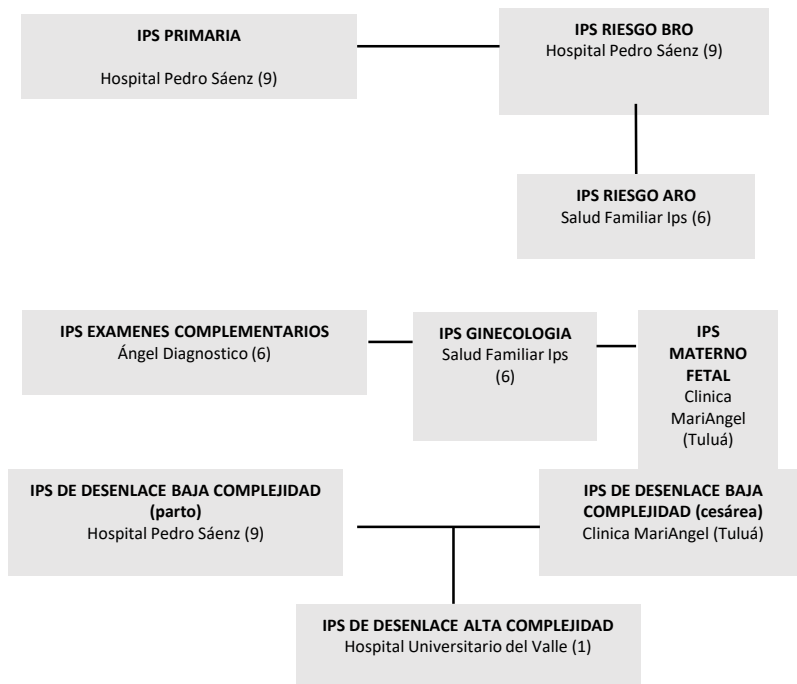 IPS PRIMARIA
Hospital Pedro Sáenz (9)
IPS RIESGO BRO
Hospital Pedro Sáenz (9)
IPS RIESGO ARO
Salud Familiar Ips (6)
IPS EXAMENES COMPLEMENTARIOS
Ángel Diagnostico (6)
IPS GINECOLOGIA
Salud Familiar Ips
(6)
IPS
MATERNO
FETAL
Clinica
MariAngel
(Tuluá)
IPS DE DESENLACE BAJA COMPLEJIDAD
(parto)
Hospital Pedro Sáenz (9)
IPS DE DESENLACE BAJA
COMPLEJIDAD (cesárea)
Clinica MariAngel (Tuluá)
IPS DE DESENLACE ALTA COMPLEJIDAD
Hospital Universitario del Valle (1)